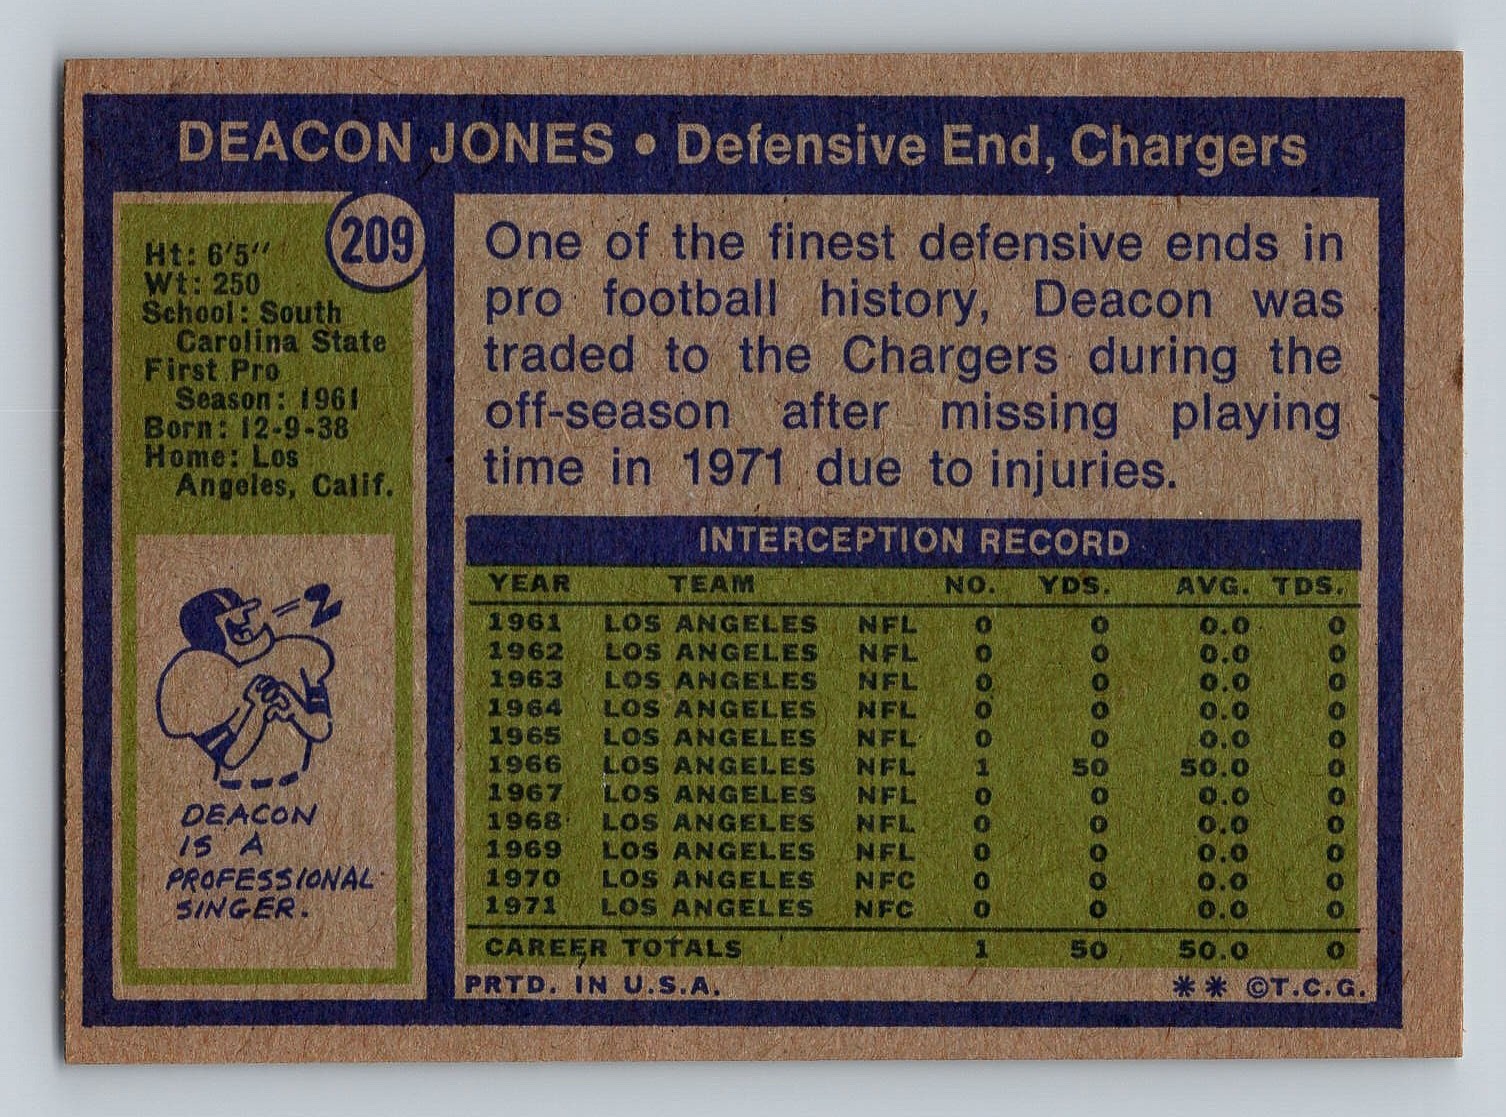 DEACON JONES • Defensive End, Chargers
209
Ht: 6'5"
Wt: 250
School: South
Carolina State
First Pro
Season: 1961
Born: 12-9-38
Home: Los
Angeles, Calif.
DEACON
IS A
PROFESSIONAL
SINGER.
One of the finest defensive ends in
pro football history, Deacon was
traded to the Chargers during the
off-season after missing playing
time in 1971 due to injuries.
INTERCEPTION RECORD
YEAR TEAM NO. YDS. AVG. TDS.
1961 LOS ANGELES NFL 0 0 0.0 0
1962 LOS ANGELES NFL 0 0 0.0 0
1963 LOS ANGELES NFL 0 0 0.0 0
1964 LOS ANGELES NFL 0 0 0.0 0
1965 LOS ANGELES NFL 0 0 0.0 0
1966 LOS ANGELES NFL 1 50 50.0 0
1967 LOS ANGELES NFL 0 0 0.0 0
1968 LOS ANGELES NFL 0 0 0.0 0
1969 LOS ANGELES NFL 0 0 0.0 0
1970 LOS ANGELES NFC 0 0 0.0 0
1971 LOS ANGELES NFC 0 0 0.0 0
CAREER TOTALS 1 50 50.0 0
PRTD. IN U.S.A. ** ©T.C.G.